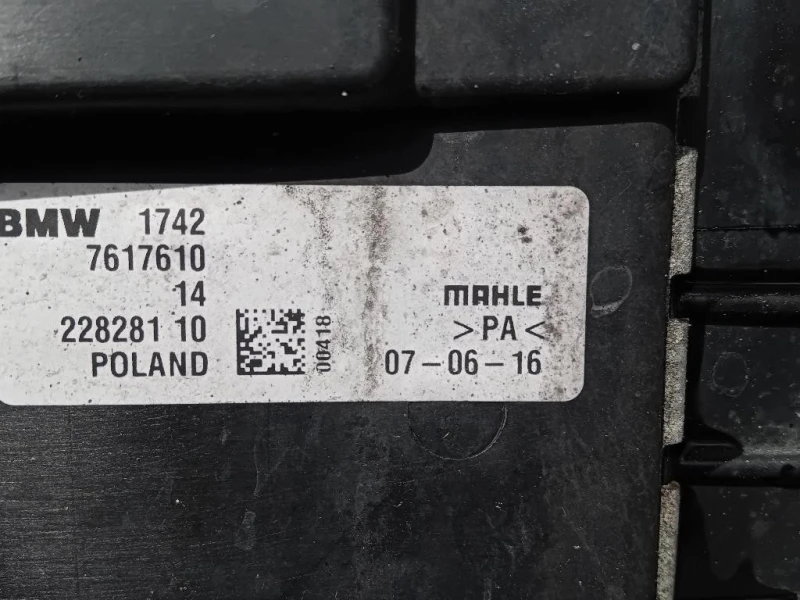 BMW 1742
7617610
14
228281 10
POLAND
00418
MAHLE
>PA<
07-06-16